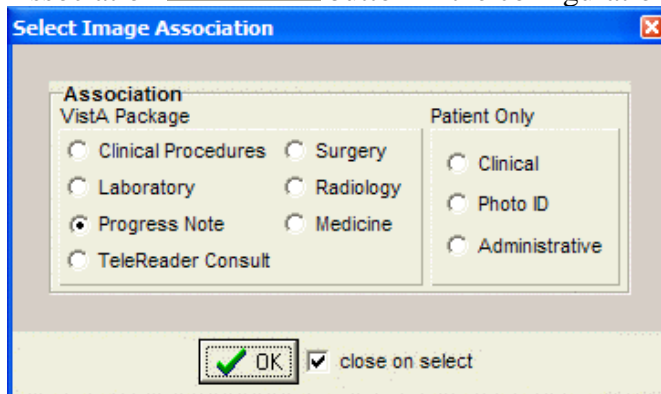 Select Image Association
Association
VistA Package
Patient Only
Clinical Procedures Surgery
Laboratory Radiology
Progress Note Medicine
TeleReader Consult
Clinical
Photo ID
Administrative
OK close on select